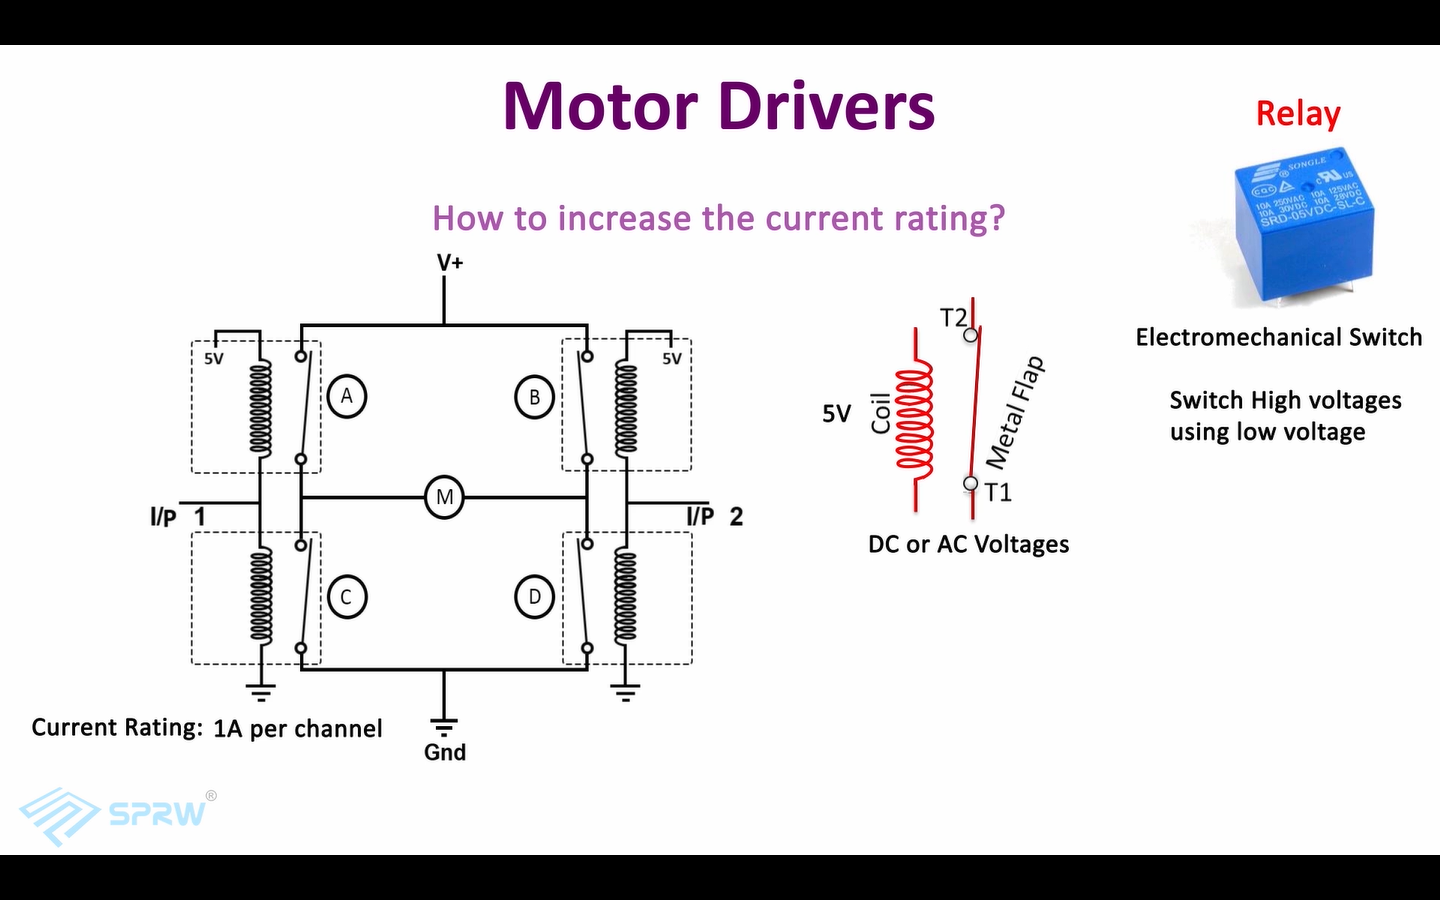 Motor Drivers
Relay
SONGLE
® c US
CQC
10A 250VAC 10A 125VAC
10A 30VDC 10A 28VDC
SRD-05VDC-SL-C
How to increase the current rating?
V+
Electromechanical Switch
Switch High voltages
using low voltage
5V
A
B
5V
T2
5V
Coil
Metal Flap
T1
DC or AC Voltages
M
I/P 1
I/P 2
C
D
Current Rating: 1A per channel
Gnd
SPRW®